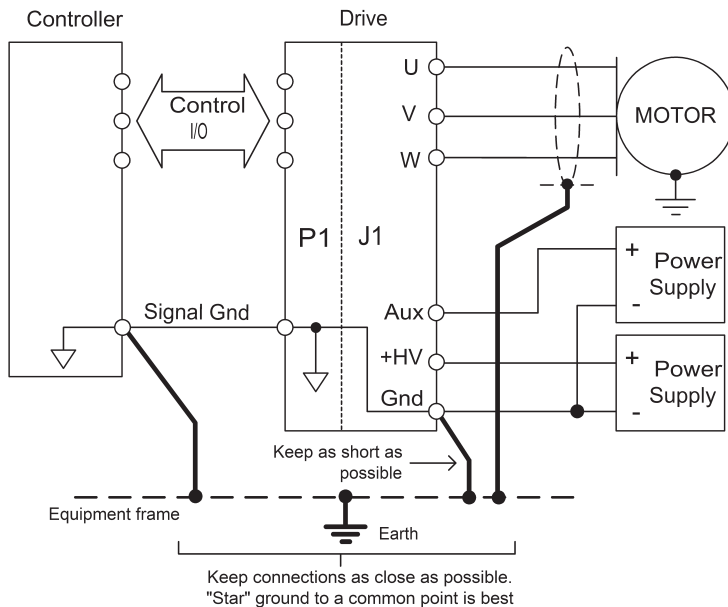 Controller
Drive
Control
I/O
U
V
W
MOTOR
P1
J1
+
Power
Supply
-
Signal Gnd
Aux
+HV
Gnd
+
Power
Supply
-
Keep as short as
possible
Equipment frame
Earth
Keep connections as close as possible.
"Star" ground to a common point is best